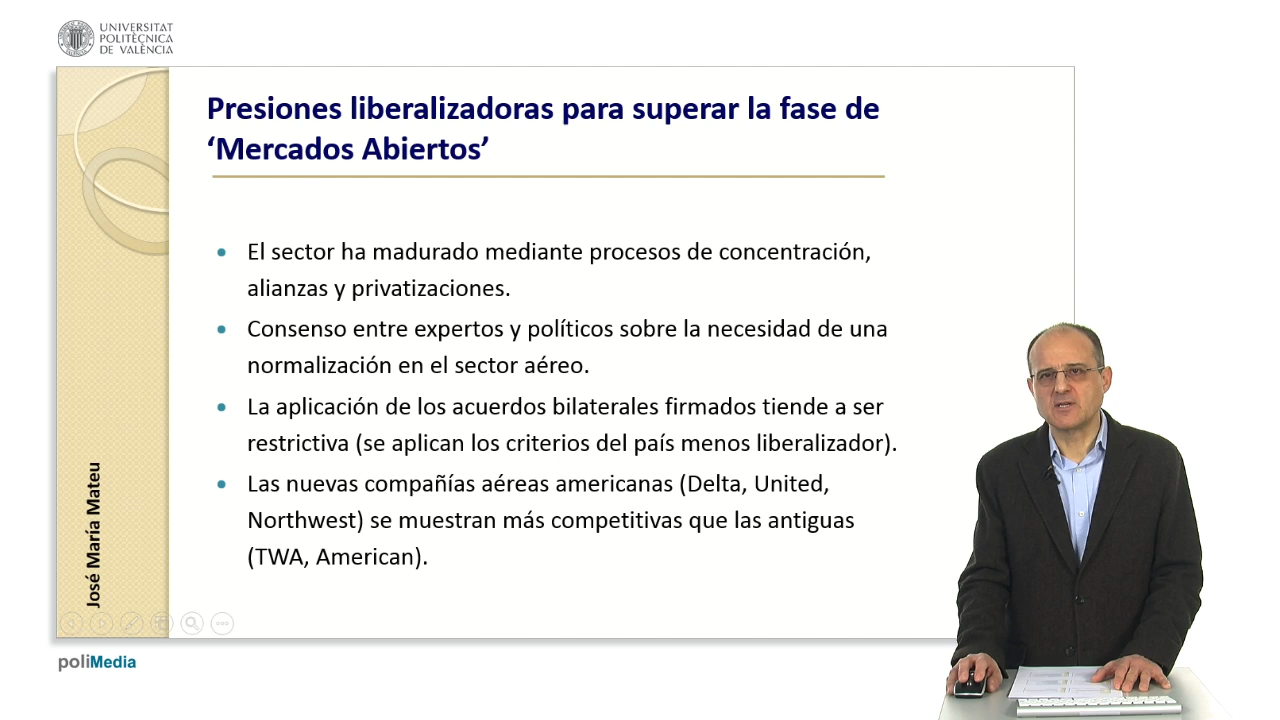 UNIVERSITAT
POLITÈCNICA
DE VALÈNCIA
Presiones liberalizadoras para superar la fase de
‘Mercados Abiertos’
• El sector ha madurado mediante procesos de concentración,
alianzas y privatizaciones.
• Consenso entre expertos y políticos sobre la necesidad de una
normalización en el sector aéreo.
• La aplicación de los acuerdos bilaterales firmados tiende a ser
restrictiva (se aplican los criterios del país menos liberalizador).
• Las nuevas compañías aéreas americanas (Delta, United,
Northwest) se muestran más competitivas que las antiguas
(TWA, American).
José María Mateu
poliMedia